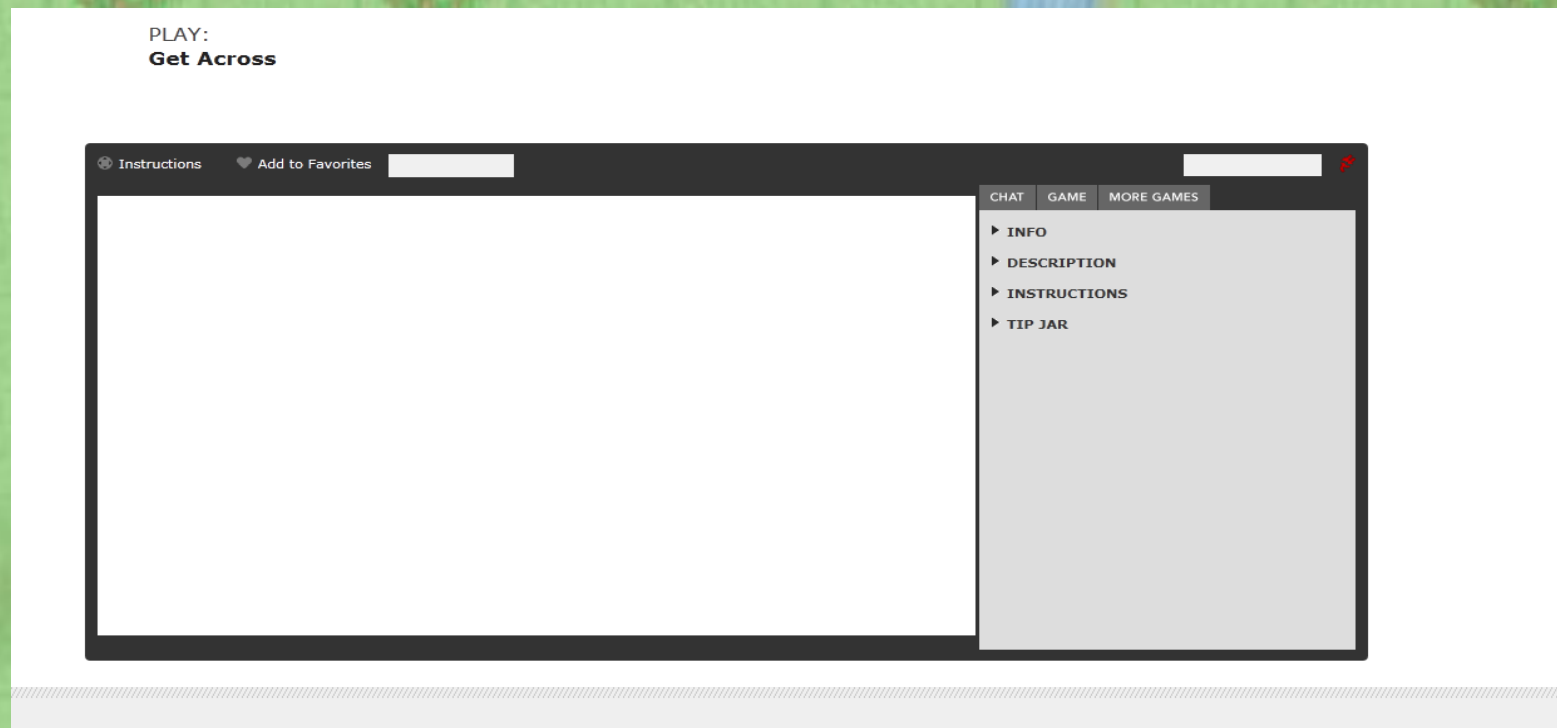 PLAY:
Get Across
Instructions Add to Favorites
CHAT GAME MORE GAMES
INFO
DESCRIPTION
INSTRUCTIONS
TIP JAR